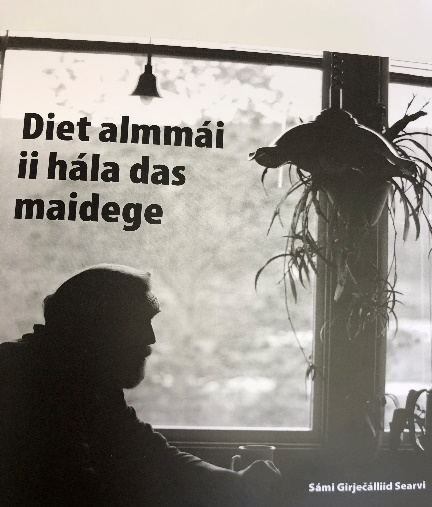 Diet almmái
ii hála das
maidege
Sámi Girječálliid Searvi